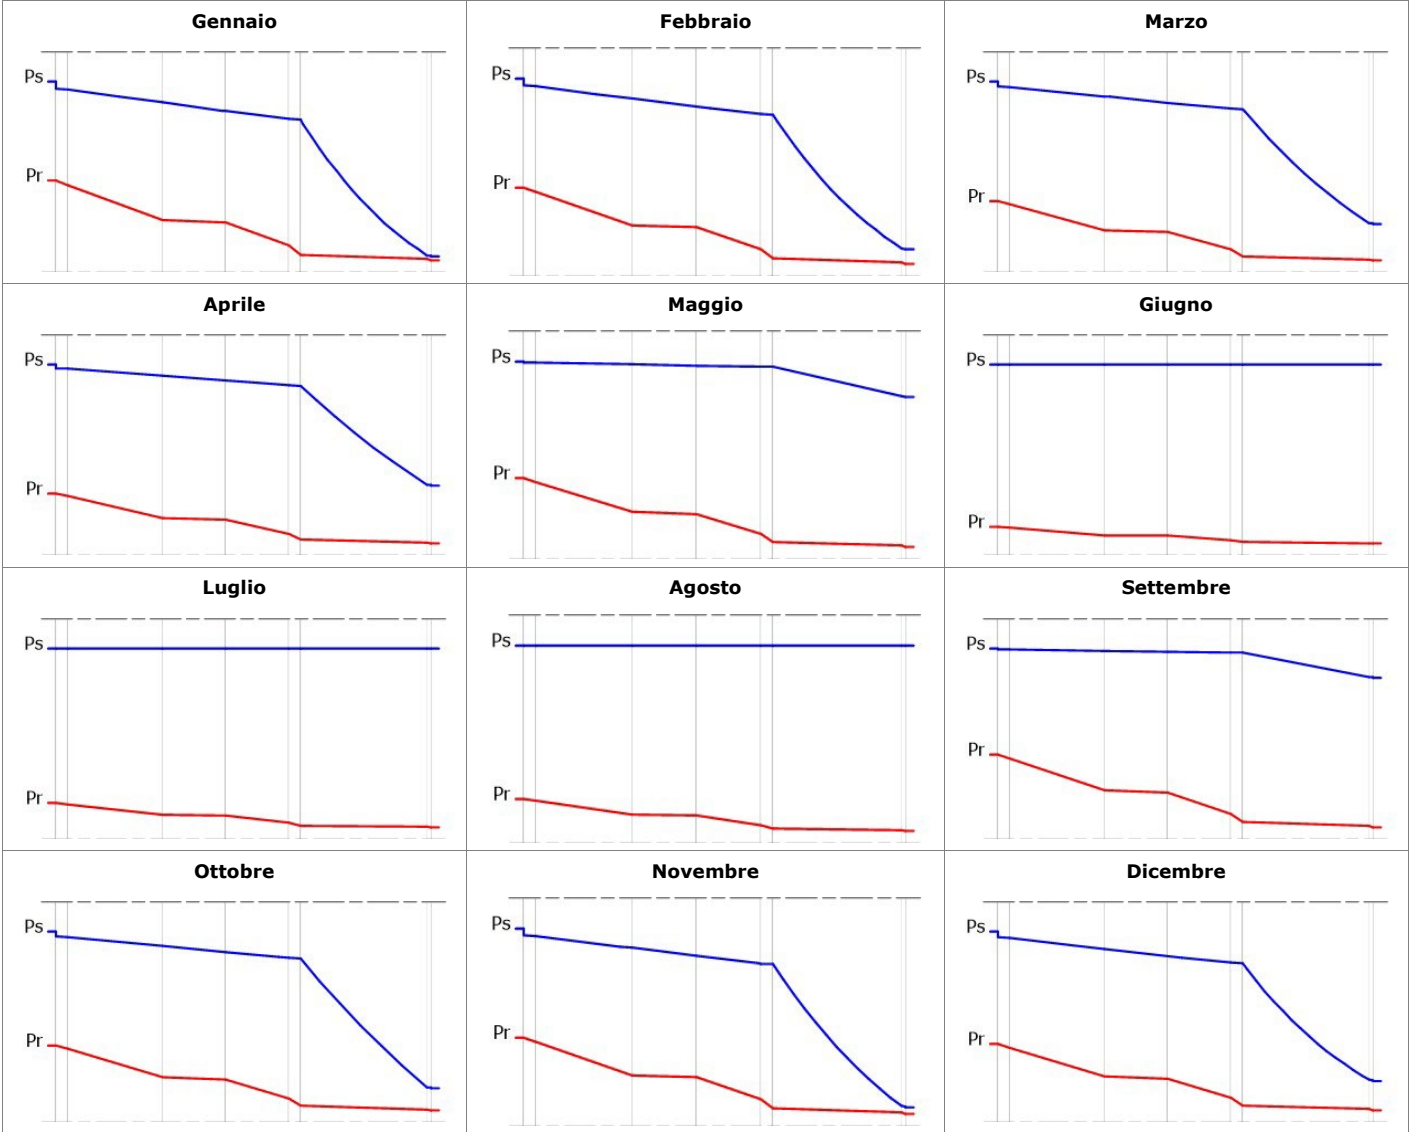 Gennaio Febbraio Marzo
Ps Ps Ps
Pr Pr Pr
Aprile Maggio Giugno
Ps Ps Ps
Pr Pr Pr
Luglio Agosto Settembre
Ps Ps Ps
Pr Pr Pr
Ottobre Novembre Dicembre
Ps Ps Ps
Pr Pr Pr